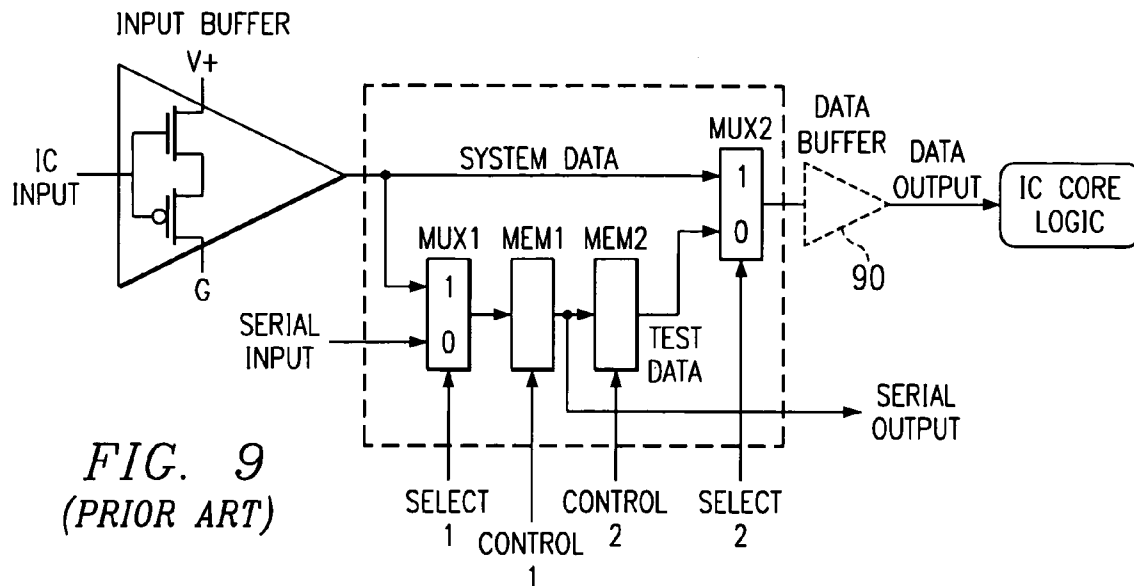 INPUT BUFFER
V+
IC
INPUT
G
SYSTEM DATA
MUX2
1
0
DATA
BUFFER
90
DATA
OUTPUT
IC CORE
LOGIC
MUX1
1
0
MEM1
MEM2
SERIAL
INPUT
TEST
DATA
SERIAL
OUTPUT
SELECT
1
CONTROL
1
CONTROL
2
SELECT
2
FIG. 9
(PRIOR ART)